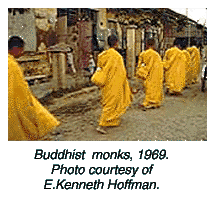 Buddhist monks, 1969.
Photo courtesy of
E.Kenneth Hoffman.